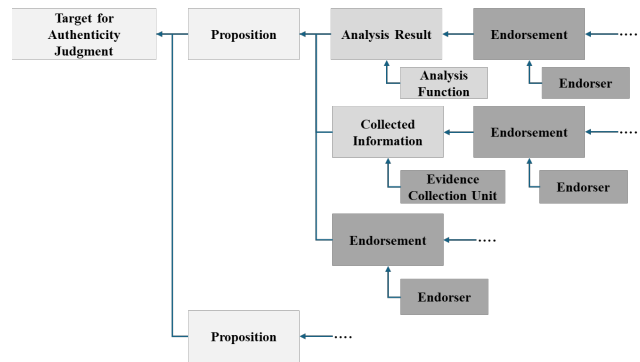 Target for
Authenticity
Judgment
Proposition
Analysis Result
Endorsement
....
Analysis
Function
Endorser
Collected
Information
Endorsement
....
Evidence
Collection Unit
Endorser
Endorsement
....
Endorser
Proposition
....